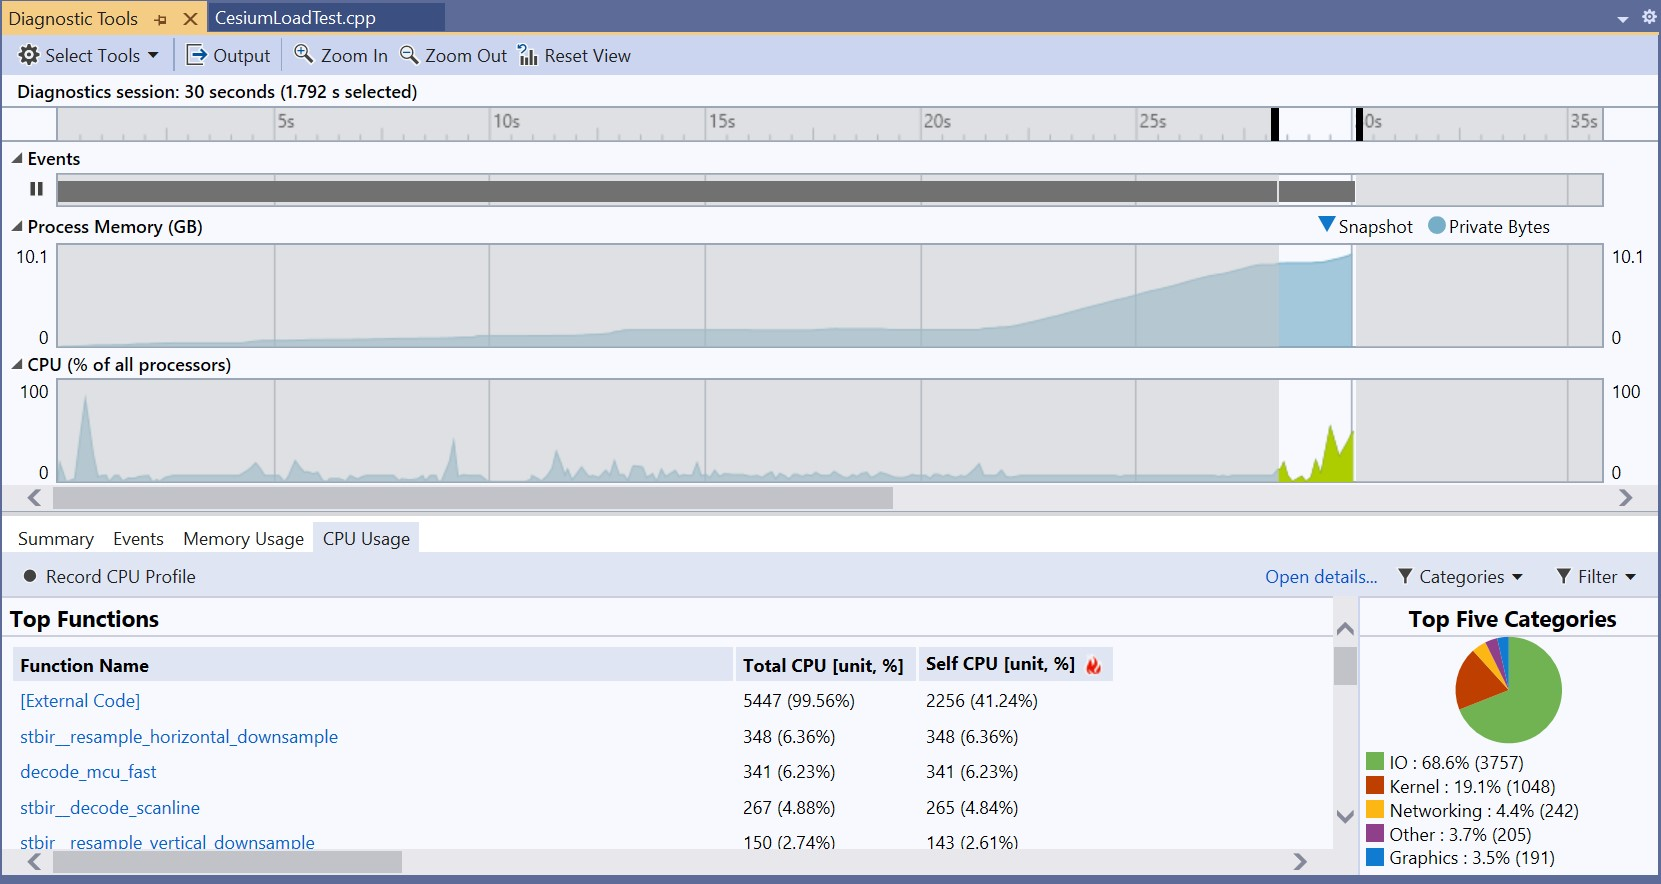 Diagnostic Tools CesiumLoadTest.cpp
Select Tools Output Zoom In Zoom Out Reset View
Diagnostics session: 30 seconds (1.792 s selected)
5s 10s 15s 20s 25s 0s 35s
Events
Process Memory (GB) Snapshot Private Bytes
10.1 10.1
0 0
CPU (% of all processors)
100 100
0 0
Summary Events Memory Usage CPU Usage
Record CPU Profile Open details... Categories Filter
Top Functions
Function Name Total CPU [unit, %] Self CPU [unit, %]
[External Code] 5447 (99.56%) 2256 (41.24%)
stbir__resample_horizontal_downsample 348 (6.36%) 348 (6.36%)
decode_mcu_fast 341 (6.23%) 341 (6.23%)
stbir__decode_scanline 267 (4.88%) 265 (4.84%)
stbir__resample_vertical_downsample 150 (2.74%) 143 (2.61%)
Top Five Categories
IO : 68.6% (3757)
Kernel : 19.1% (1048)
Networking : 4.4% (242)
Other : 3.7% (205)
Graphics : 3.5% (191)